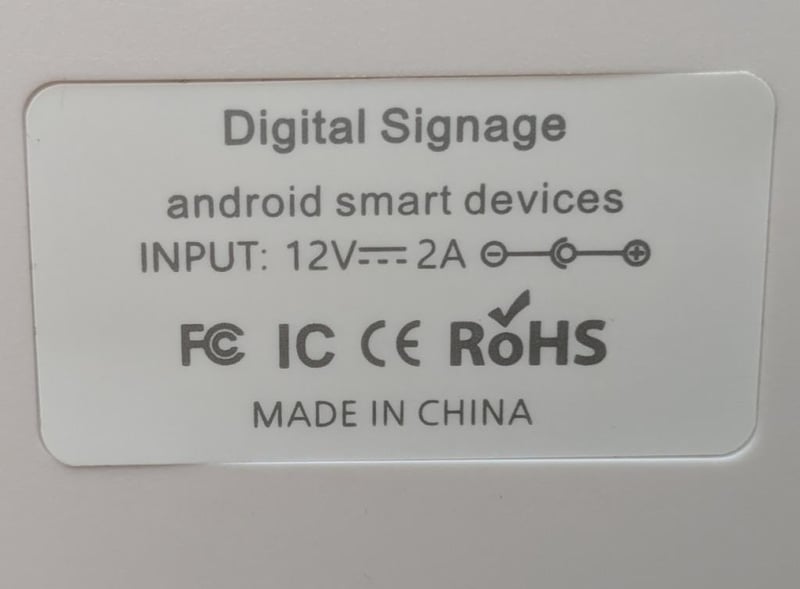 Digital Signage
android smart devices
INPUT: 12V⎓2A
FC IC CE RoHS
MADE IN CHINA